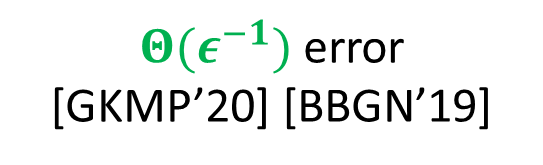 Θ(ϵ⁻¹) error
[GKMP’20] [BBGN’19]